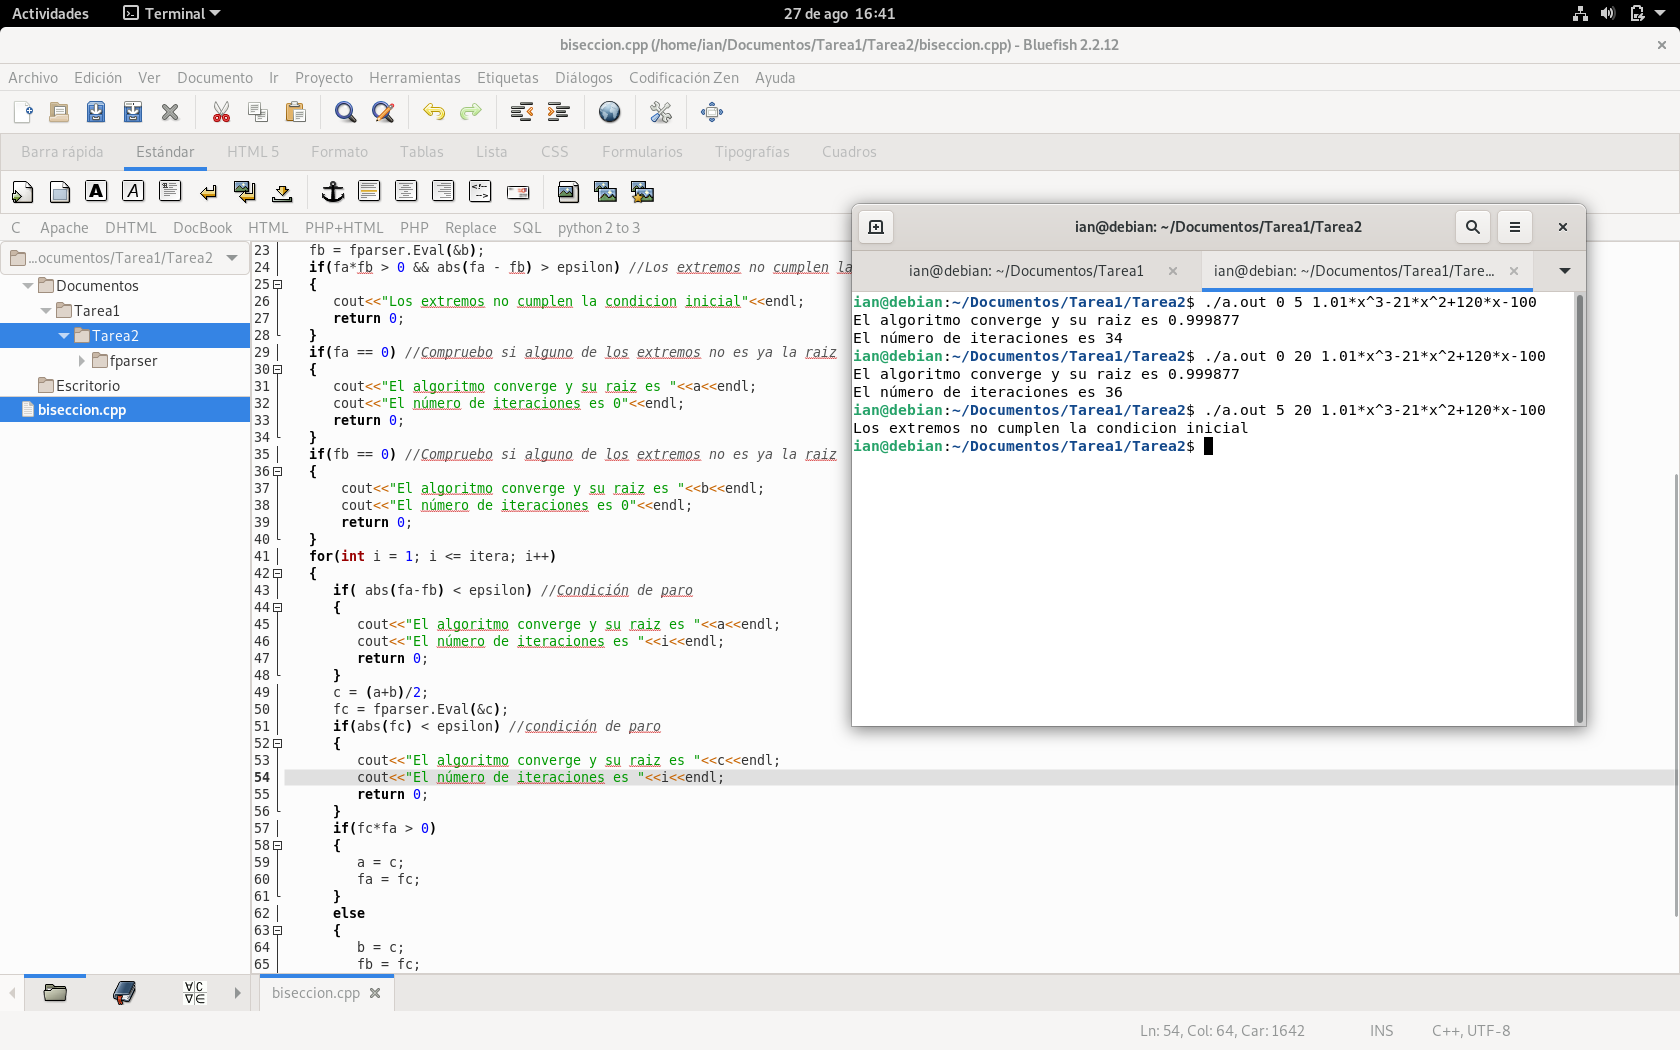 Actividades
Terminal
27 de ago 16:41
biseccion.cpp (/home/ian/Documentos/Tarea1/Tarea2/biseccion.cpp) - Bluefish 2.2.12
Archivo Edición Ver Documento Ir Proyecto Herramientas Etiquetas Diálogos Codificación Zen Ayuda
Barra rápida Estándar HTML 5 Formato Tablas Lista CSS Formularios Tipografías Cuadros
C Apache DHTML DocBook HTML PHP+HTML PHP Replace SQL python 2 to 3
...ocumentos/Tarea1/Tarea2
Documentos
Tarea1
Tarea2
fparser
Escritorio
biseccion.cpp
23 fb = fparser.Eval(&b);
24 if(fa*fb > 0 && abs(fa - fb) > epsilon) //Los extremos no cumplen la
25 {
26 cout<<"Los extremos no cumplen la condicion inicial"<<endl;
27 return 0;
28 }
29 if(fa == 0) //Compruebo si alguno de los extremos no es ya la raiz
30 {
31 cout<<"El algoritmo converge y su raiz es "<<a<<endl;
32 cout<<"El número de iteraciones es 0"<<endl;
33 return 0;
34 }
35 if(fb == 0) //Compruebo si alguno de los extremos no es ya la raiz
36 {
37 cout<<"El algoritmo converge y su raiz es "<<b<<endl;
38 cout<<"El número de iteraciones es 0"<<endl;
39 return 0;
40 }
41 for(int i = 1; i <= itera; i++)
42 {
43 if( abs(fa-fb) < epsilon) //Condición de paro
44 {
45 cout<<"El algoritmo converge y su raiz es "<<a<<endl;
46 cout<<"El número de iteraciones es "<<i<<endl;
47 return 0;
48 }
49 c = (a+b)/2;
50 fc = fparser.Eval(&c);
51 if(abs(fc) < epsilon) //condición de paro
52 {
53 cout<<"El algoritmo converge y su raiz es "<<c<<endl;
54 cout<<"El número de iteraciones es "<<i<<endl;
55 return 0;
56 }
57 if(fc*fa > 0)
58 {
59 a = c;
60 fa = fc;
61 }
62 else
63 {
64 b = c;
65 fb = fc;
ian@debian: ~/Documentos/Tarea1/Tarea2
ian@debian: ~/Documentos/Tarea1
ian@debian: ~/Documentos/Tarea1/Tare...
ian@debian:~/Documentos/Tarea1/Tarea2$ ./a.out 0 5 1.01*x^3-21*x^2+120*x-100
El algoritmo converge y su raiz es 0.999877
El número de iteraciones es 34
ian@debian:~/Documentos/Tarea1/Tarea2$ ./a.out 0 20 1.01*x^3-21*x^2+120*x-100
El algoritmo converge y su raiz es 0.999877
El número de iteraciones es 36
ian@debian:~/Documentos/Tarea1/Tarea2$ ./a.out 5 20 1.01*x^3-21*x^2+120*x-100
Los extremos no cumplen la condicion inicial
ian@debian:~/Documentos/Tarea1/Tarea2$
biseccion.cpp
Ln: 54, Col: 64, Car: 1642 INS C++, UTF-8